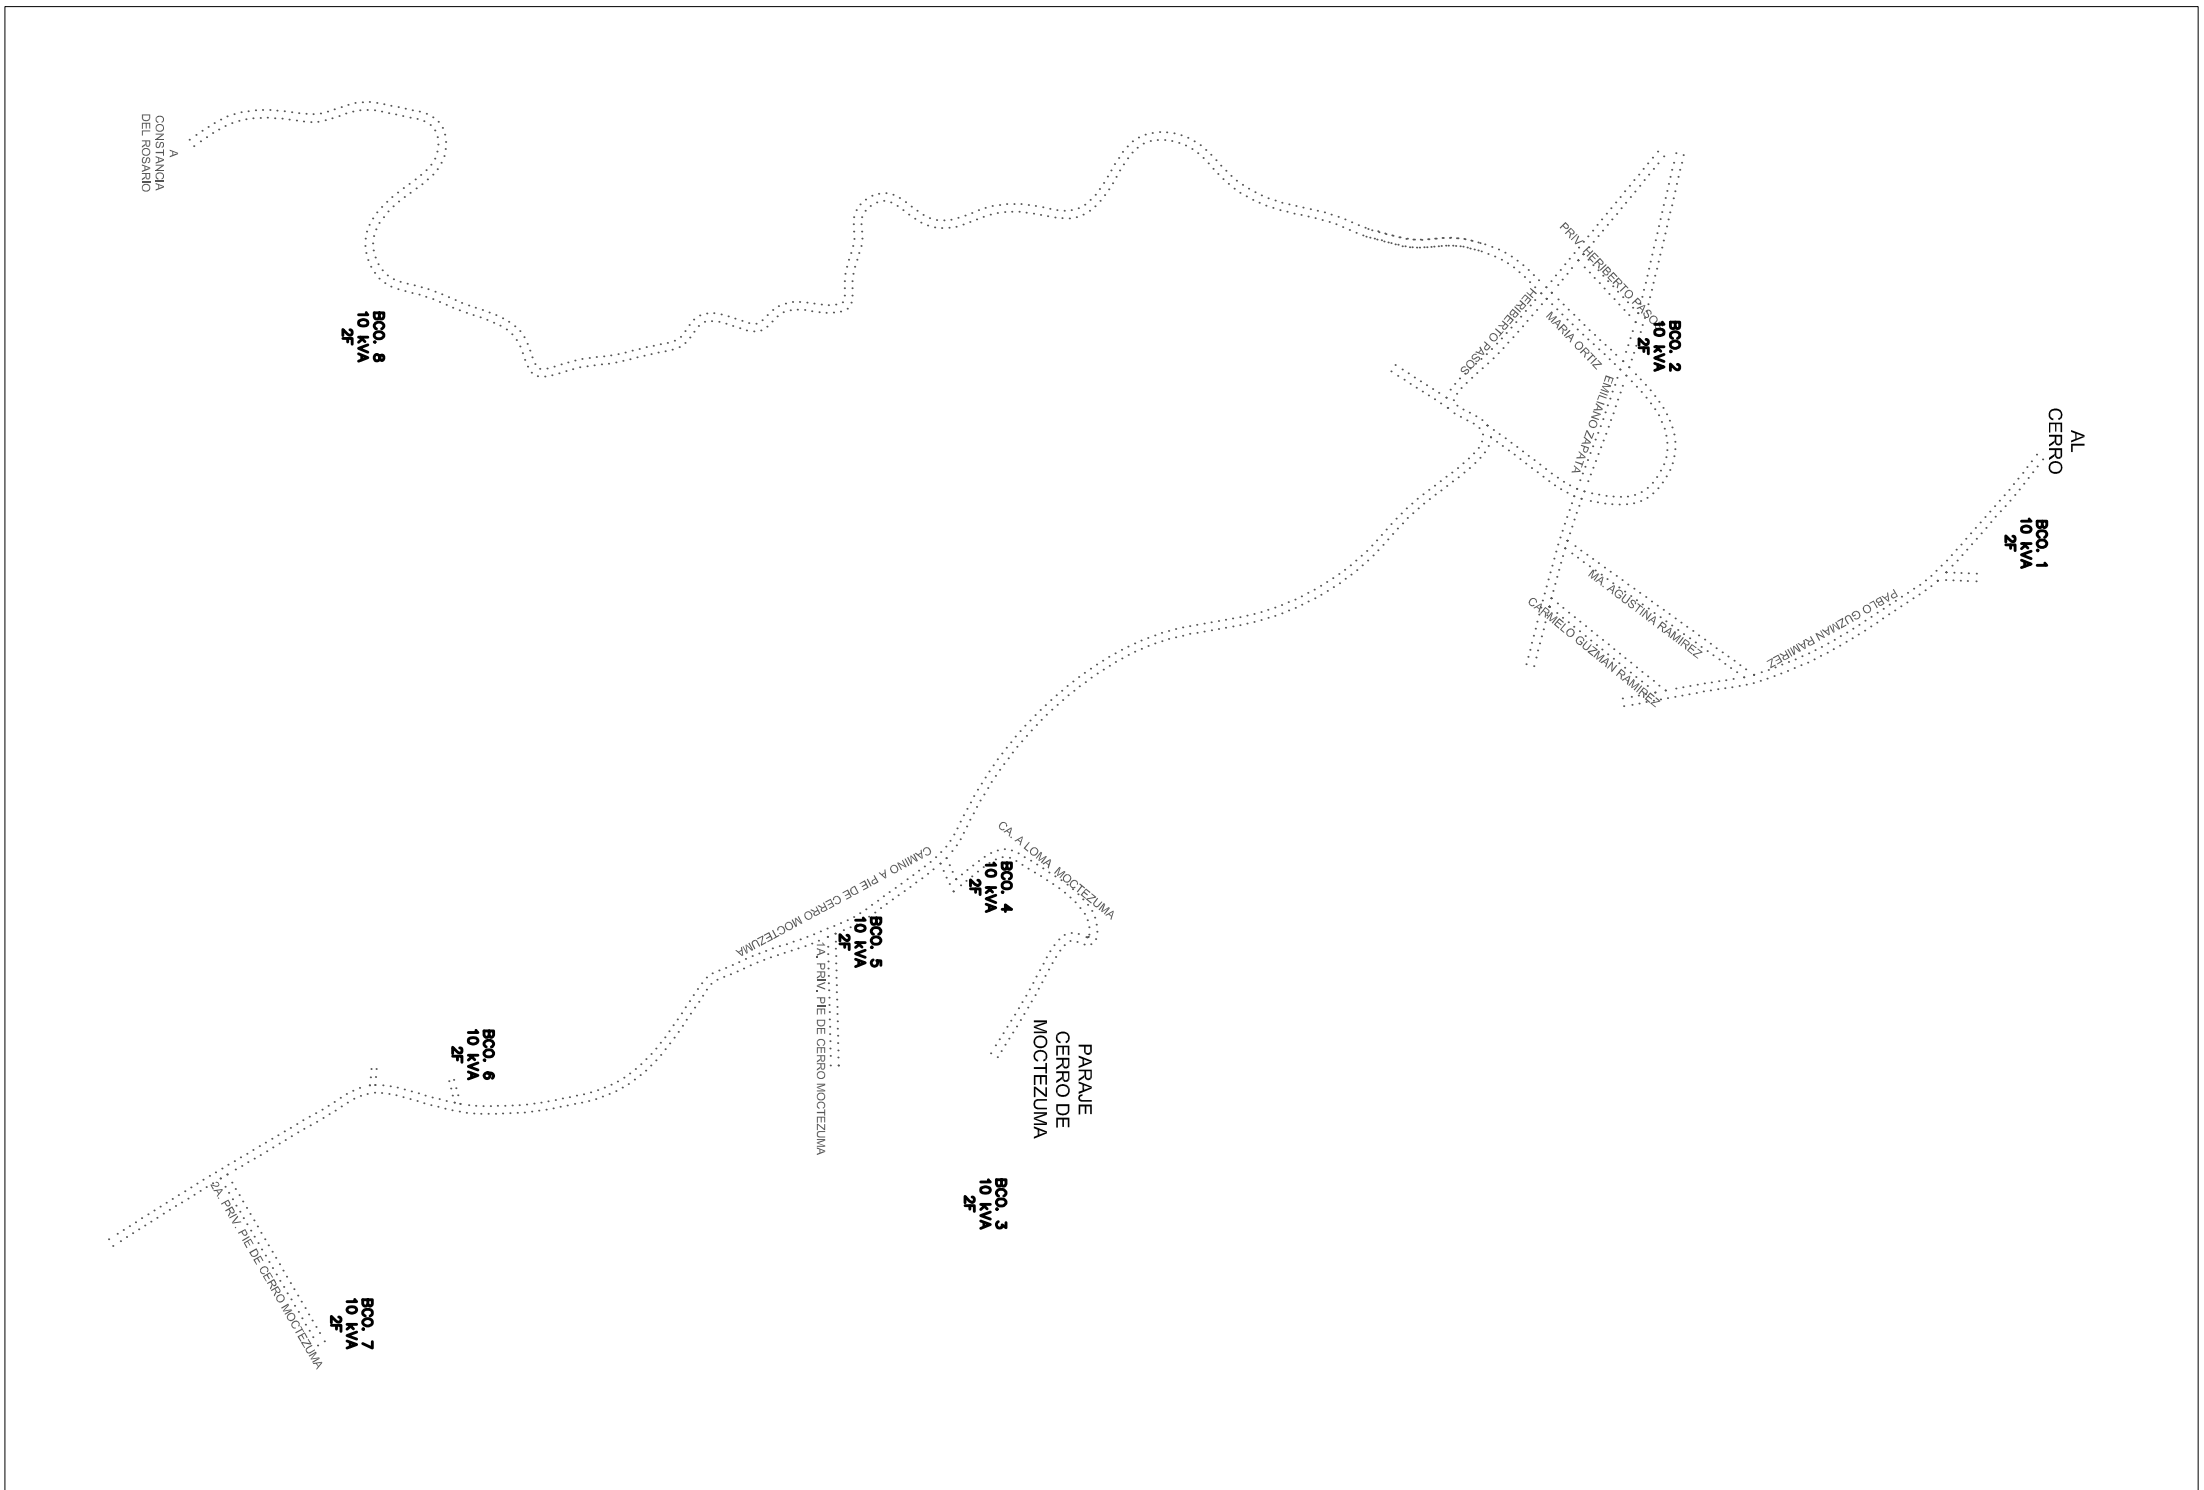 A
CONSTANCIA
DEL ROSARIO
BCO. 8
10 kVA
2F
PRIV. HERIBERTO PASOS
HERIBERTO PASOS
MARIA ORTIZ
BCO. 2
10 kVA
2F
EMILIANO ZAPATA
AL
CERRO
BCO. 1
10 kVA
2F
PABLO GUZMAN RAMIREZ
MA. AGUSTINA RAMIREZ
CARMELO GUZMAN RAMIREZ
CA. A LOMA MOCTEZUMA
BCO. 4
10 kVA
2F
CAMINO A PIE DE CERRO MOCTEZUMA
BCO. 5
10 kVA
2F
1A. PRIV. PIE DE CERRO MOCTEZUMA
PARAJE
CERRO DE
MOCTEZUMA
BCO. 6
10 kVA
2F
BCO. 3
10 kVA
2F
2A. PRIV. PIE DE CERRO MOCTEZUMA
BCO. 7
10 kVA
2F